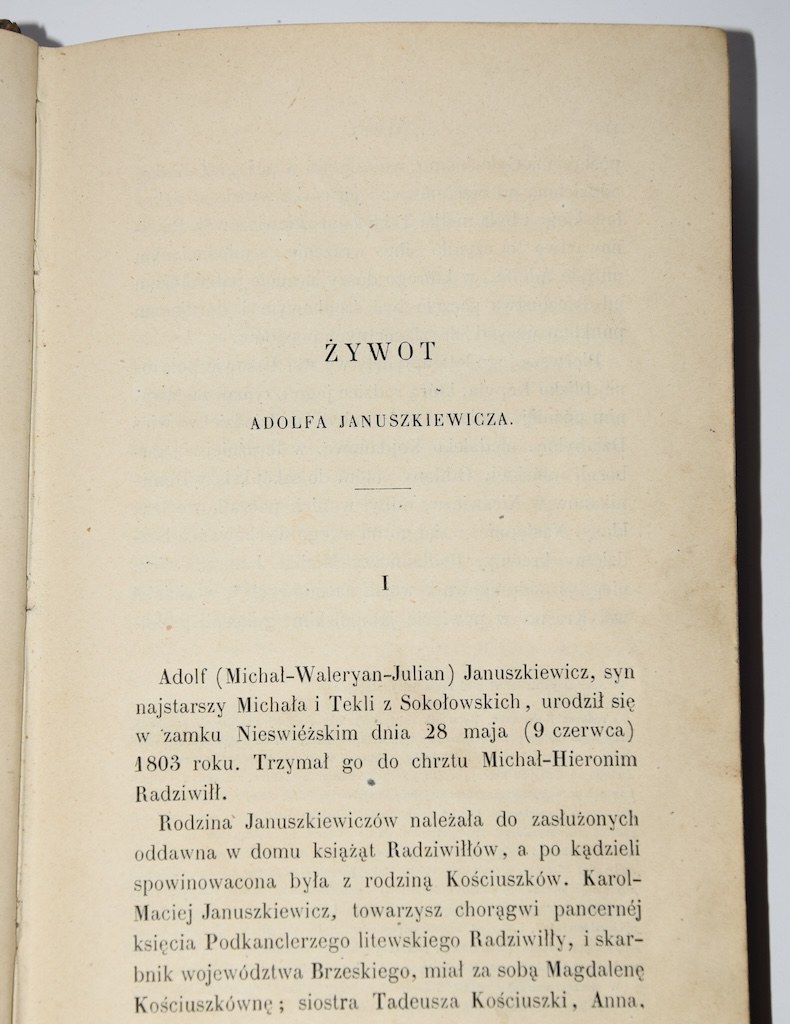 ŻYWOT
ADOLFA JANUSZKIEWICZA.
I
Adolf (Michał-Waleryan-Julian) Januszkiewicz, syn
najstarszy Michała i Tekli z Sokołowskich, urodził się
w zamku Nieswiéżskim dnia 28 maja (9 czerwca)
1803 roku. Trzymał go do chrztu Michał-Hieronim
Radziwiłł.
Rodzina Januszkiewiczów należała do zasłużonych
oddawna w domu książąt Radziwiłłów, a po kądzieli
spowinowacona była z rodziną Kościuszków. Karol-
Maciej Januszkiewicz, towarzysz chorągwi pancernéj
księcia Podkanclerzego litewskiego Radziwiłły, i skar-
bnik województwa Brzeskiego, miał za sobą Magdalenę
Kościuszkównę; siostra Tadeusza Kościuszki, Anna,